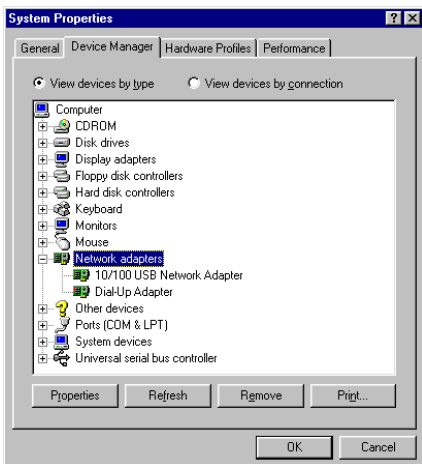 System Properties
General Device Manager Hardware Profiles Performance
View devices by type View devices by connection
Computer
CDROM
Disk drives
Display adapters
Floppy disk controllers
Hard disk controllers
Keyboard
Monitors
Mouse
Network adapters
10/100 USB Network Adapter
Dial-Up Adapter
Other devices
Ports (COM & LPT)
System devices
Universal serial bus controller
Properties Refresh Remove Print...
OK Cancel